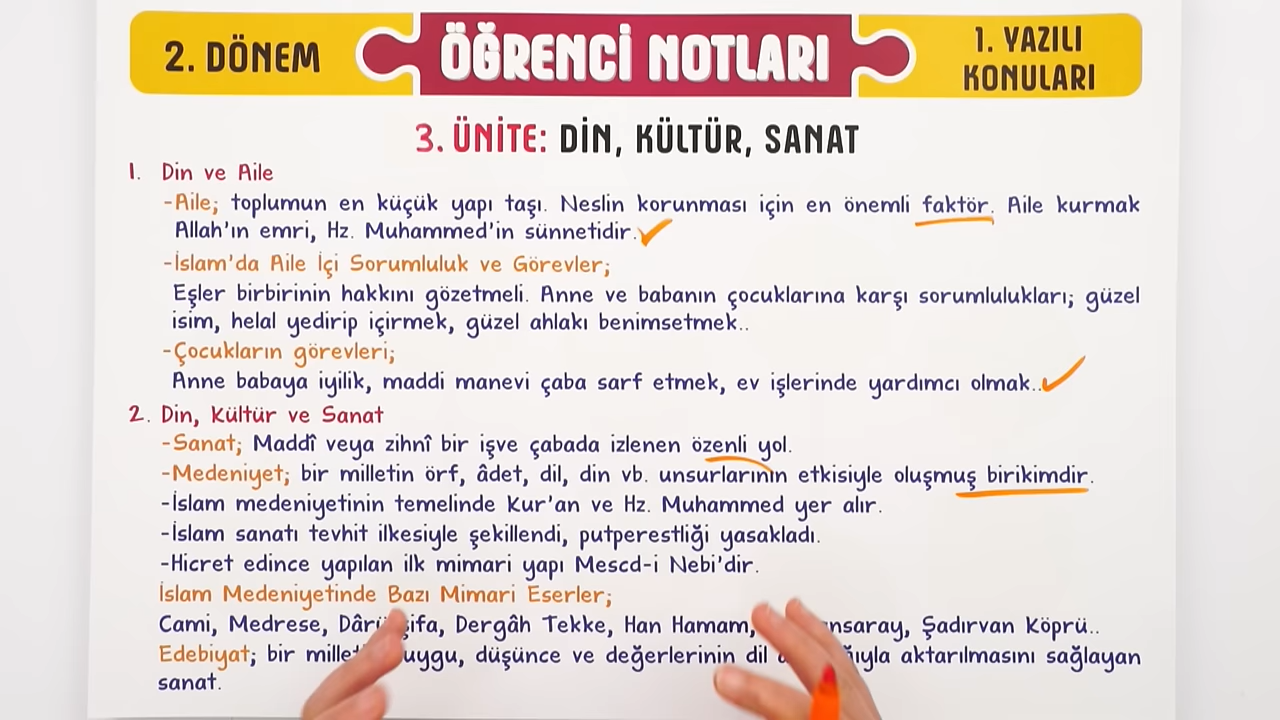 2. DÖNEM
ÖĞRENCİ NOTLARI
1. YAZILI
KONULARI
3. ÜNİTE: DİN, KÜLTÜR, SANAT
1. Din ve Aile
-Aile; toplumun en küçük yapı taşı. Neslin korunması için en önemli faktör. Aile kurmak
Allah'ın emri, Hz. Muhammed'in sünnetidir.
-İslam'da Aile İçi Sorumluluk ve Görevler;
Eşler birbirinin hakkını gözetmeli. Anne ve babanın çocuklarına karşı sorumlulukları; güzel
isim, helal yedirip içirmek, güzel ahlakı benimsetmek..
-Çocukların görevleri;
Anne babaya iyilik, maddi manevi çaba sarf etmek, ev işlerinde yardımcı olmak..
2. Din, Kültür ve Sanat
-Sanat; Maddî veya zihnî bir işve çabada izlenen özenli yol.
-Medeniyet; bir milletin örf, âdet, dil, din vb. unsurlarının etkisiyle oluşmuş birikimdir.
-İslam medeniyetinin temelinde Kur'an ve Hz. Muhammed yer alır.
-İslam sanatı tevhit ilkesiyle şekillendi, putperestliği yasakladı.
-Hicret edince yapılan ilk mimari yapı Mescd-i Nebi'dir.
İslam Medeniyetinde Bazı Mimari Eserler;
Cami, Medrese, Dergâh Tekke, Han Hamam, Şadırvan Köprü..
Edebiyat; bir düşünce ve değerlerinin dil aktarılmasını sağlayan
sanat.